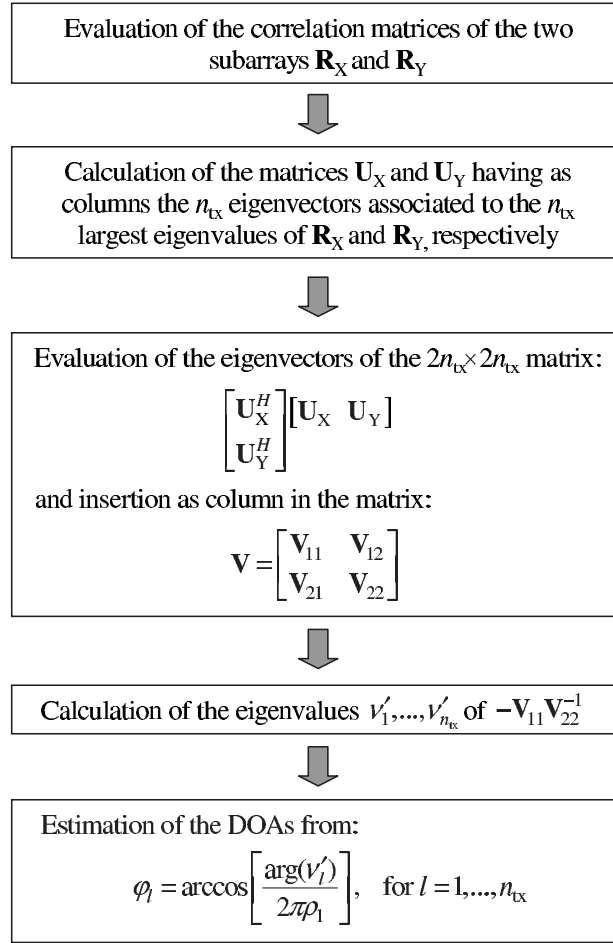 Evaluation of the correlation matrices of the two
subarrays R_X and R_Y
Calculation of the matrices U_X and U_Y having as
columns the n_tx eigenvectors associated to the n_tx
largest eigenvalues of R_X and R_Y, respectively
Evaluation of the eigenvectors of the 2n_tx×2n_tx matrix:
[U_X^H; U_Y^H][U_X U_Y]
and insertion as column in the matrix:
V = [V_11 V_12; V_21 V_22]
Calculation of the eigenvalues ν′_1,...,ν′_{n_tx} of −V_11V_22^{−1}
Estimation of the DOAs from:
φ_l = arccos[arg(ν′_l)/2πρ_1], for l = 1,...,n_tx